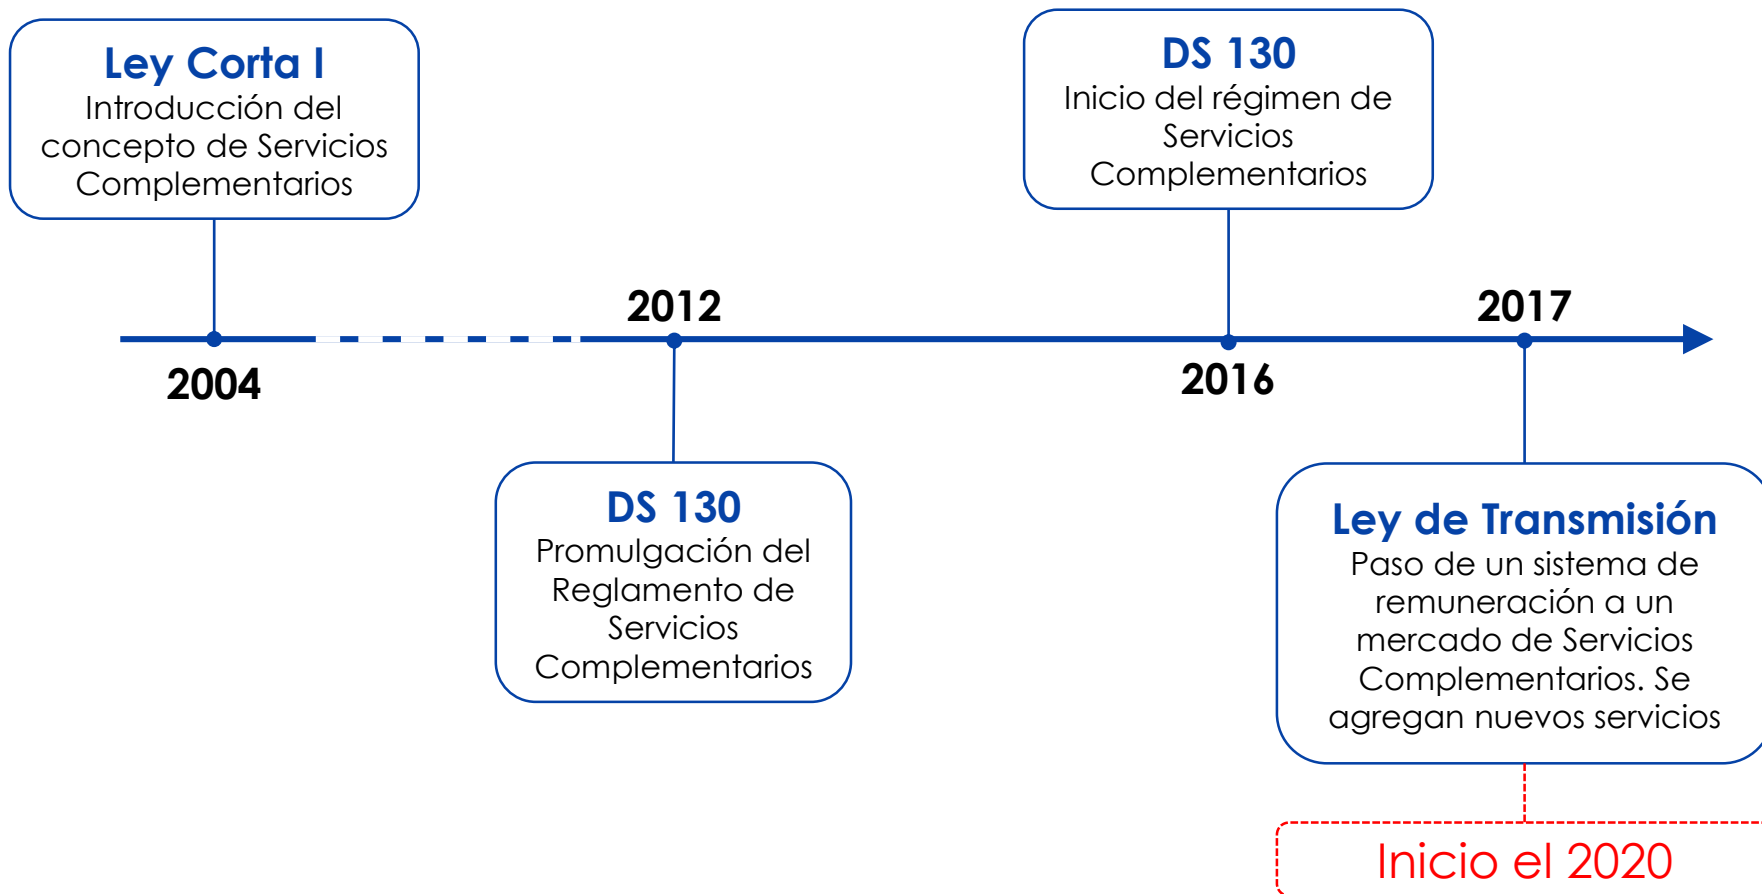 Ley Corta I
Introducción del
concepto de Servicios
Complementarios
2004
2012
DS 130
Promulgación del
Reglamento de
Servicios
Complementarios
DS 130
Inicio del régimen de
Servicios
Complementarios
2016
2017
Ley de Transmisión
Paso de un sistema de
remuneración a un
mercado de Servicios
Complementarios. Se
agregan nuevos servicios
Inicio el 2020